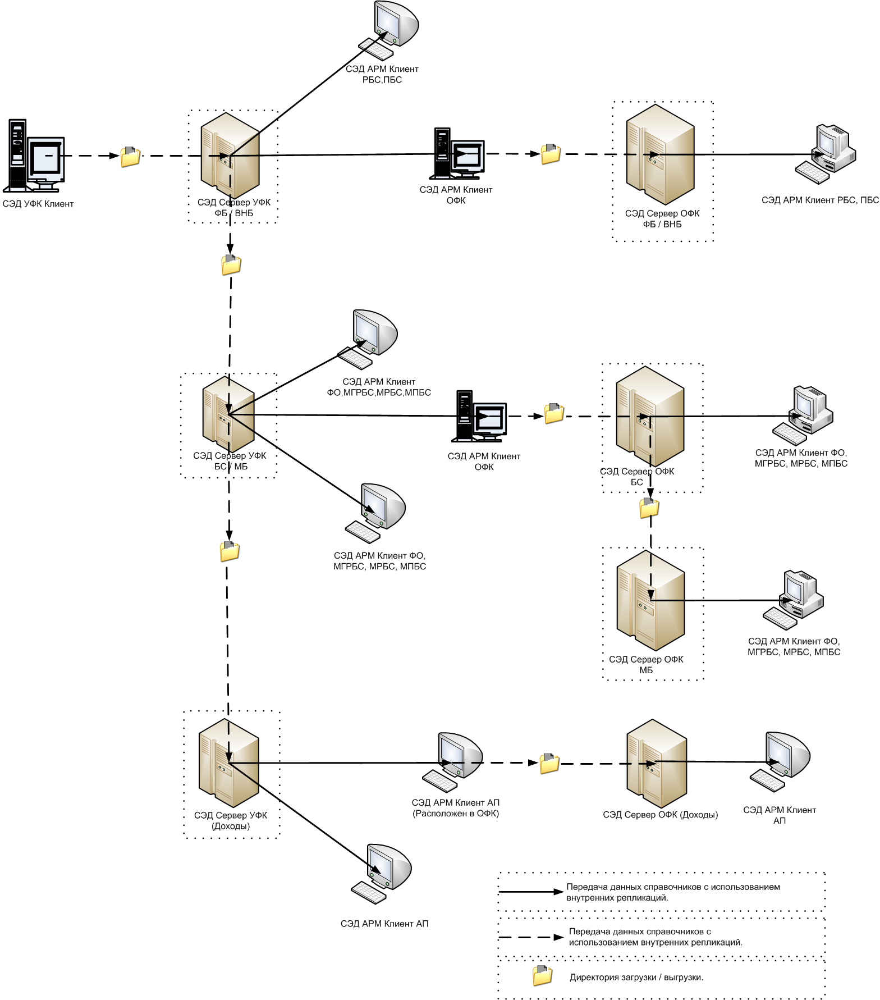 СЭД АРМ Клиент
РБС,ПБС
СЭД УФК Клиент
СЭД Сервер УФК
ФБ / ВНБ
СЭД АРМ Клиент
ОФК
СЭД Сервер ОФК
ФБ / ВНБ
СЭД АРМ Клиент РБС, ПБС
СЭД АРМ Клиент
ФО,МГРБС,МРБС,МПБС
СЭД Сервер УФК
БС / МБ
СЭД АРМ Клиент
ОФК
СЭД Сервер ОФК
БС
СЭД АРМ Клиент ФО,
МГРБС, МРБС, МПБС
СЭД АРМ Клиент ФО,
МГРБС, МРБС, МПБС
СЭД Сервер ОФК
МБ
СЭД АРМ Клиент ФО,
МГРБС, МРБС, МПБС
СЭД Сервер УФК
(Доходы)
СЭД АРМ Клиент АП
(Расположен в ОФК)
СЭД Сервер ОФК (Доходы)
СЭД АРМ Клиент
АП
СЭД АРМ Клиент АП
Передача данных справочников с использованием
внутренних репликаций.
Передача данных справочников с
использованием внутренних репликаций.
Директория загрузки / выгрузки.